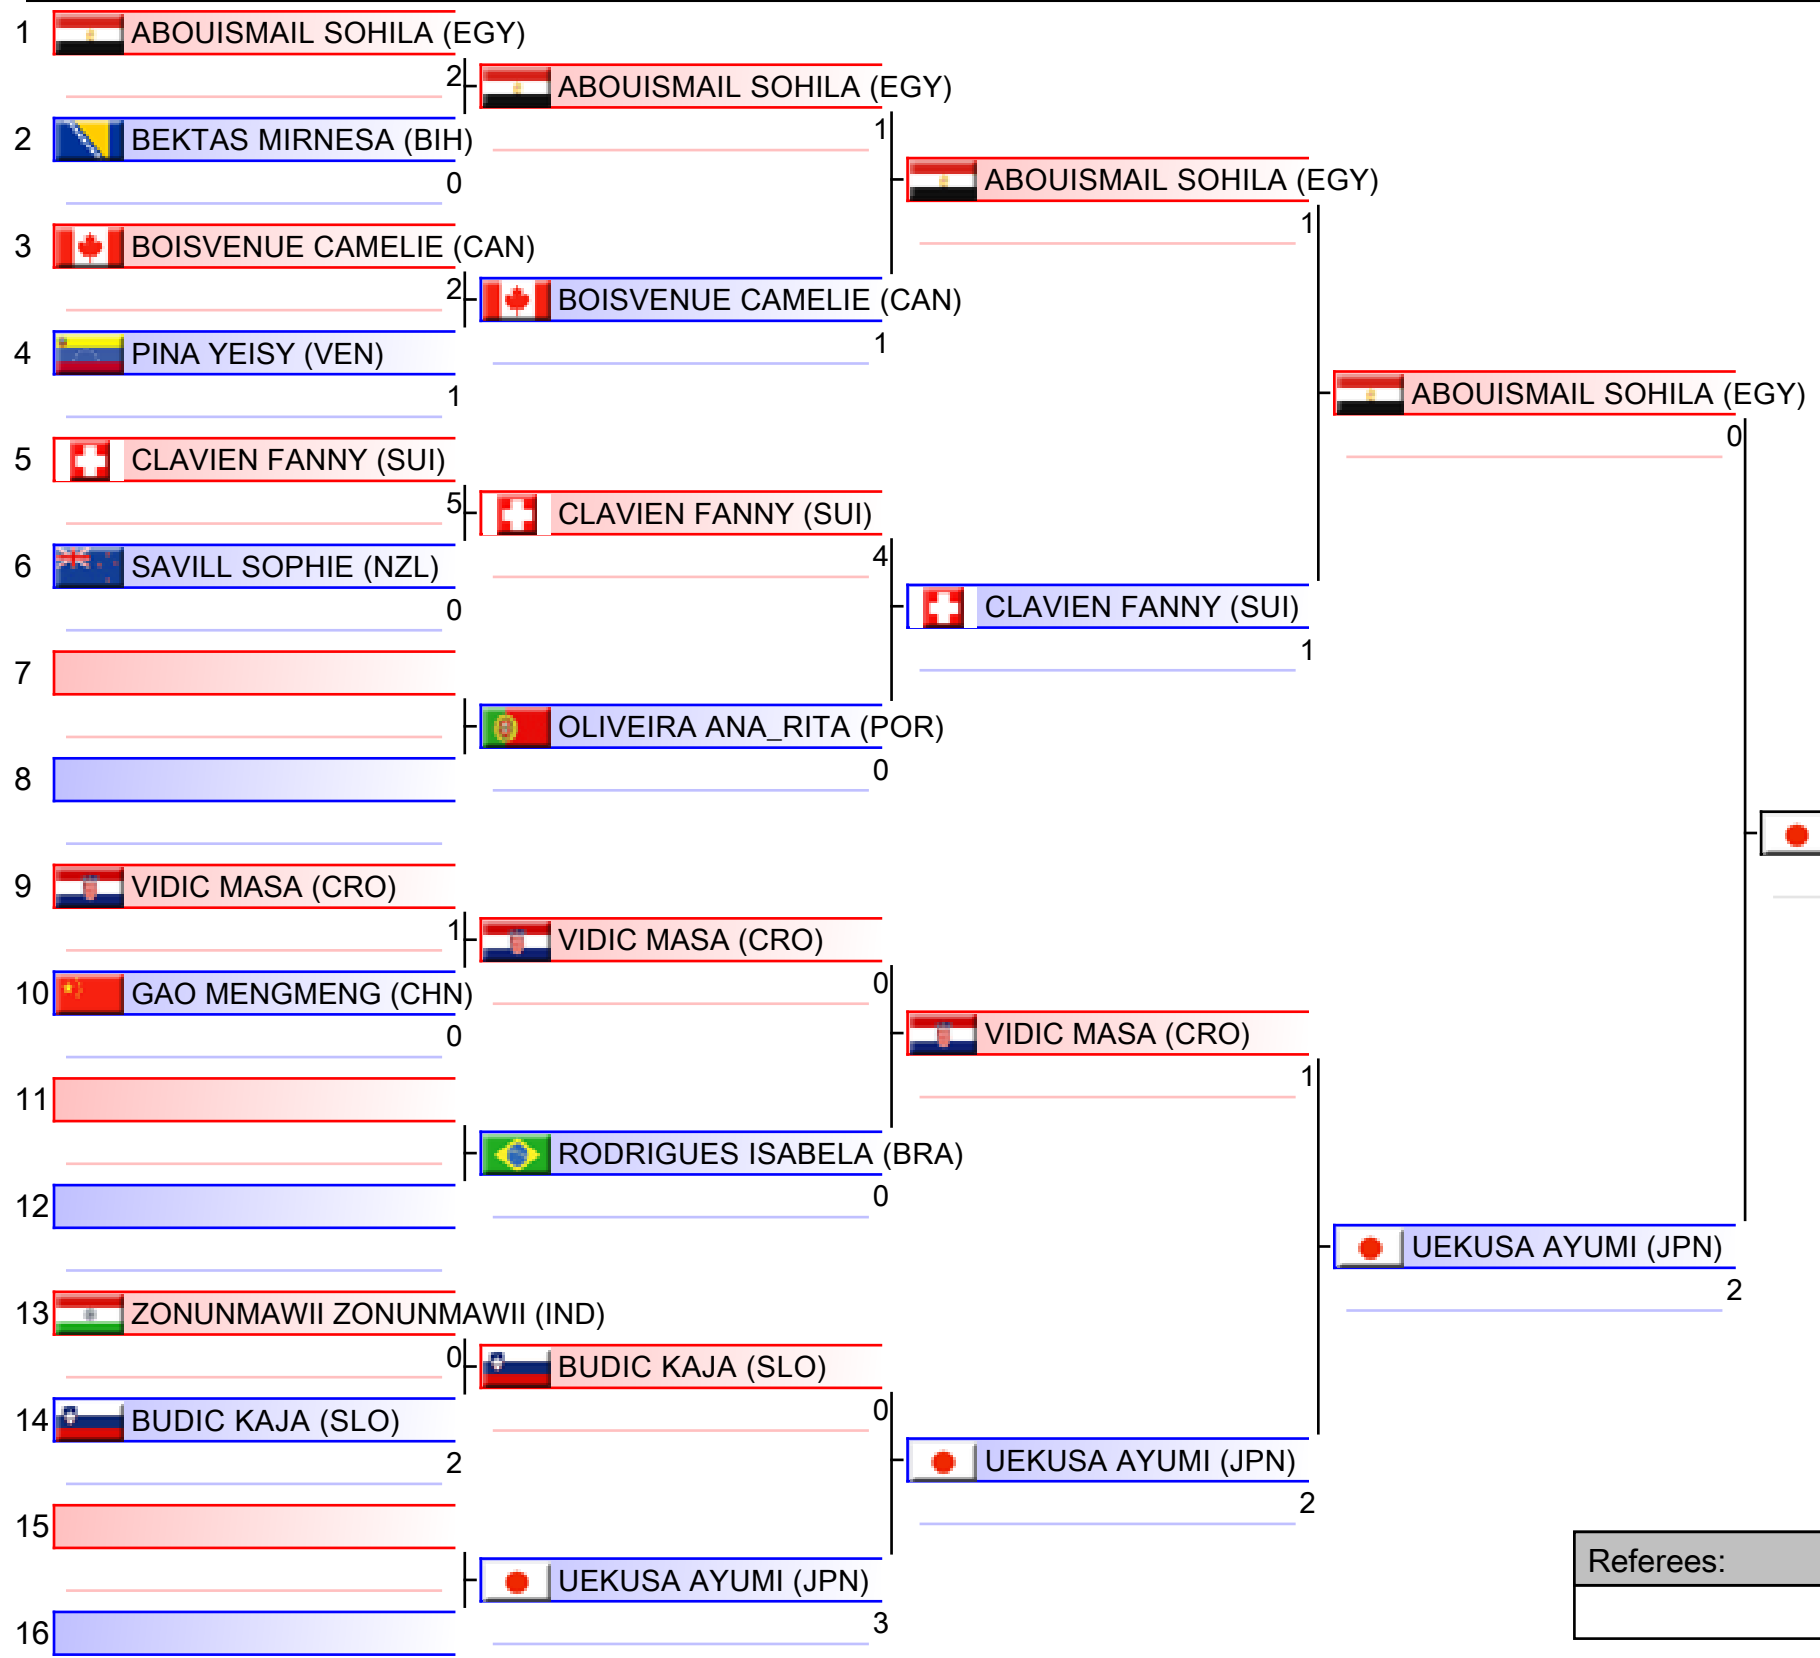 1 ABOUISMAIL SOHILA (EGY)
2 ABOUISMAIL SOHILA (EGY)
2 BEKTAS MIRNESA (BIH)
1
0
ABOUISMAIL SOHILA (EGY)
1
3 BOISVENUE CAMELIE (CAN)
2 BOISVENUE CAMELIE (CAN)
4 PINA YEISY (VEN)
1
1
ABOUISMAIL SOHILA (EGY)
0
5 CLAVIEN FANNY (SUI)
5 CLAVIEN FANNY (SUI)
4
6 SAVILL SOPHIE (NZL)
0
CLAVIEN FANNY (SUI)
1
7
OLIVEIRA ANA_RITA (POR)
0
8
9 VIDIC MASA (CRO)
1 VIDIC MASA (CRO)
0
10 GAO MENGMENG (CHN)
0
VIDIC MASA (CRO)
1
11
RODRIGUES ISABELA (BRA)
0
12
UEKUSA AYUMI (JPN)
2
13 ZONUNMAWII ZONUNMAWII (IND)
0 BUDIC KAJA (SLO)
0
14 BUDIC KAJA (SLO)
2
UEKUSA AYUMI (JPN)
2
15
UEKUSA AYUMI (JPN)
3
16
Referees: